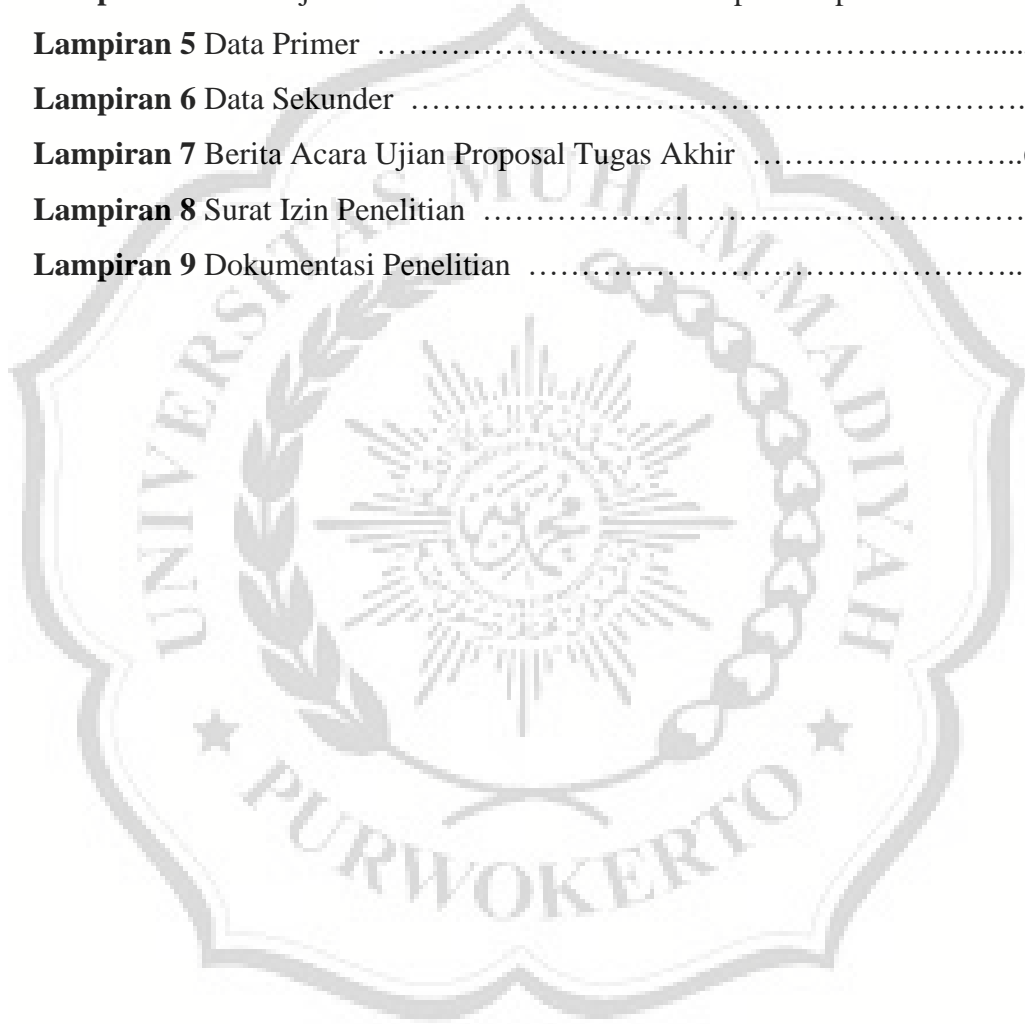 Lampiran 5 Data Primer ……………………………………………………….....
Lampiran 6 Data Sekunder ………………………………………………….
Lampiran 7 Berita Acara Ujian Proposal Tugas Akhir ……………………..
Lampiran 8 Surat Izin Penelitian …………………………………………….
Lampiran 9 Dokumentasi Penelitian ………………………………………..
UNIVERSITAS MUHAMMADIYAH
PURWOKERTO